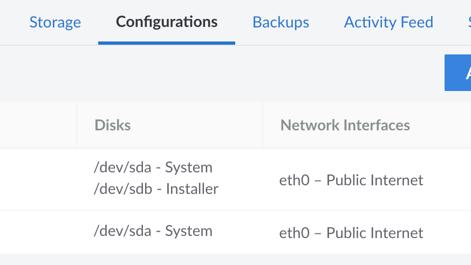 Storage Configurations Backups Activity Feed
Disks Network Interfaces
/dev/sda - System
/dev/sdb - Installer
eth0 – Public Internet
/dev/sda - System eth0 – Public Internet